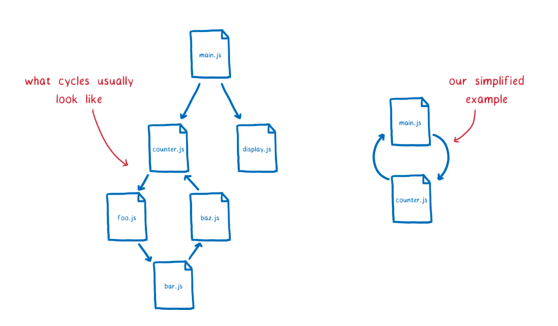 main.js
what cycles usually
look like
our simplified
example
main.js
counter.js
display.js
counter.js
foo.js
baz.js
bar.js